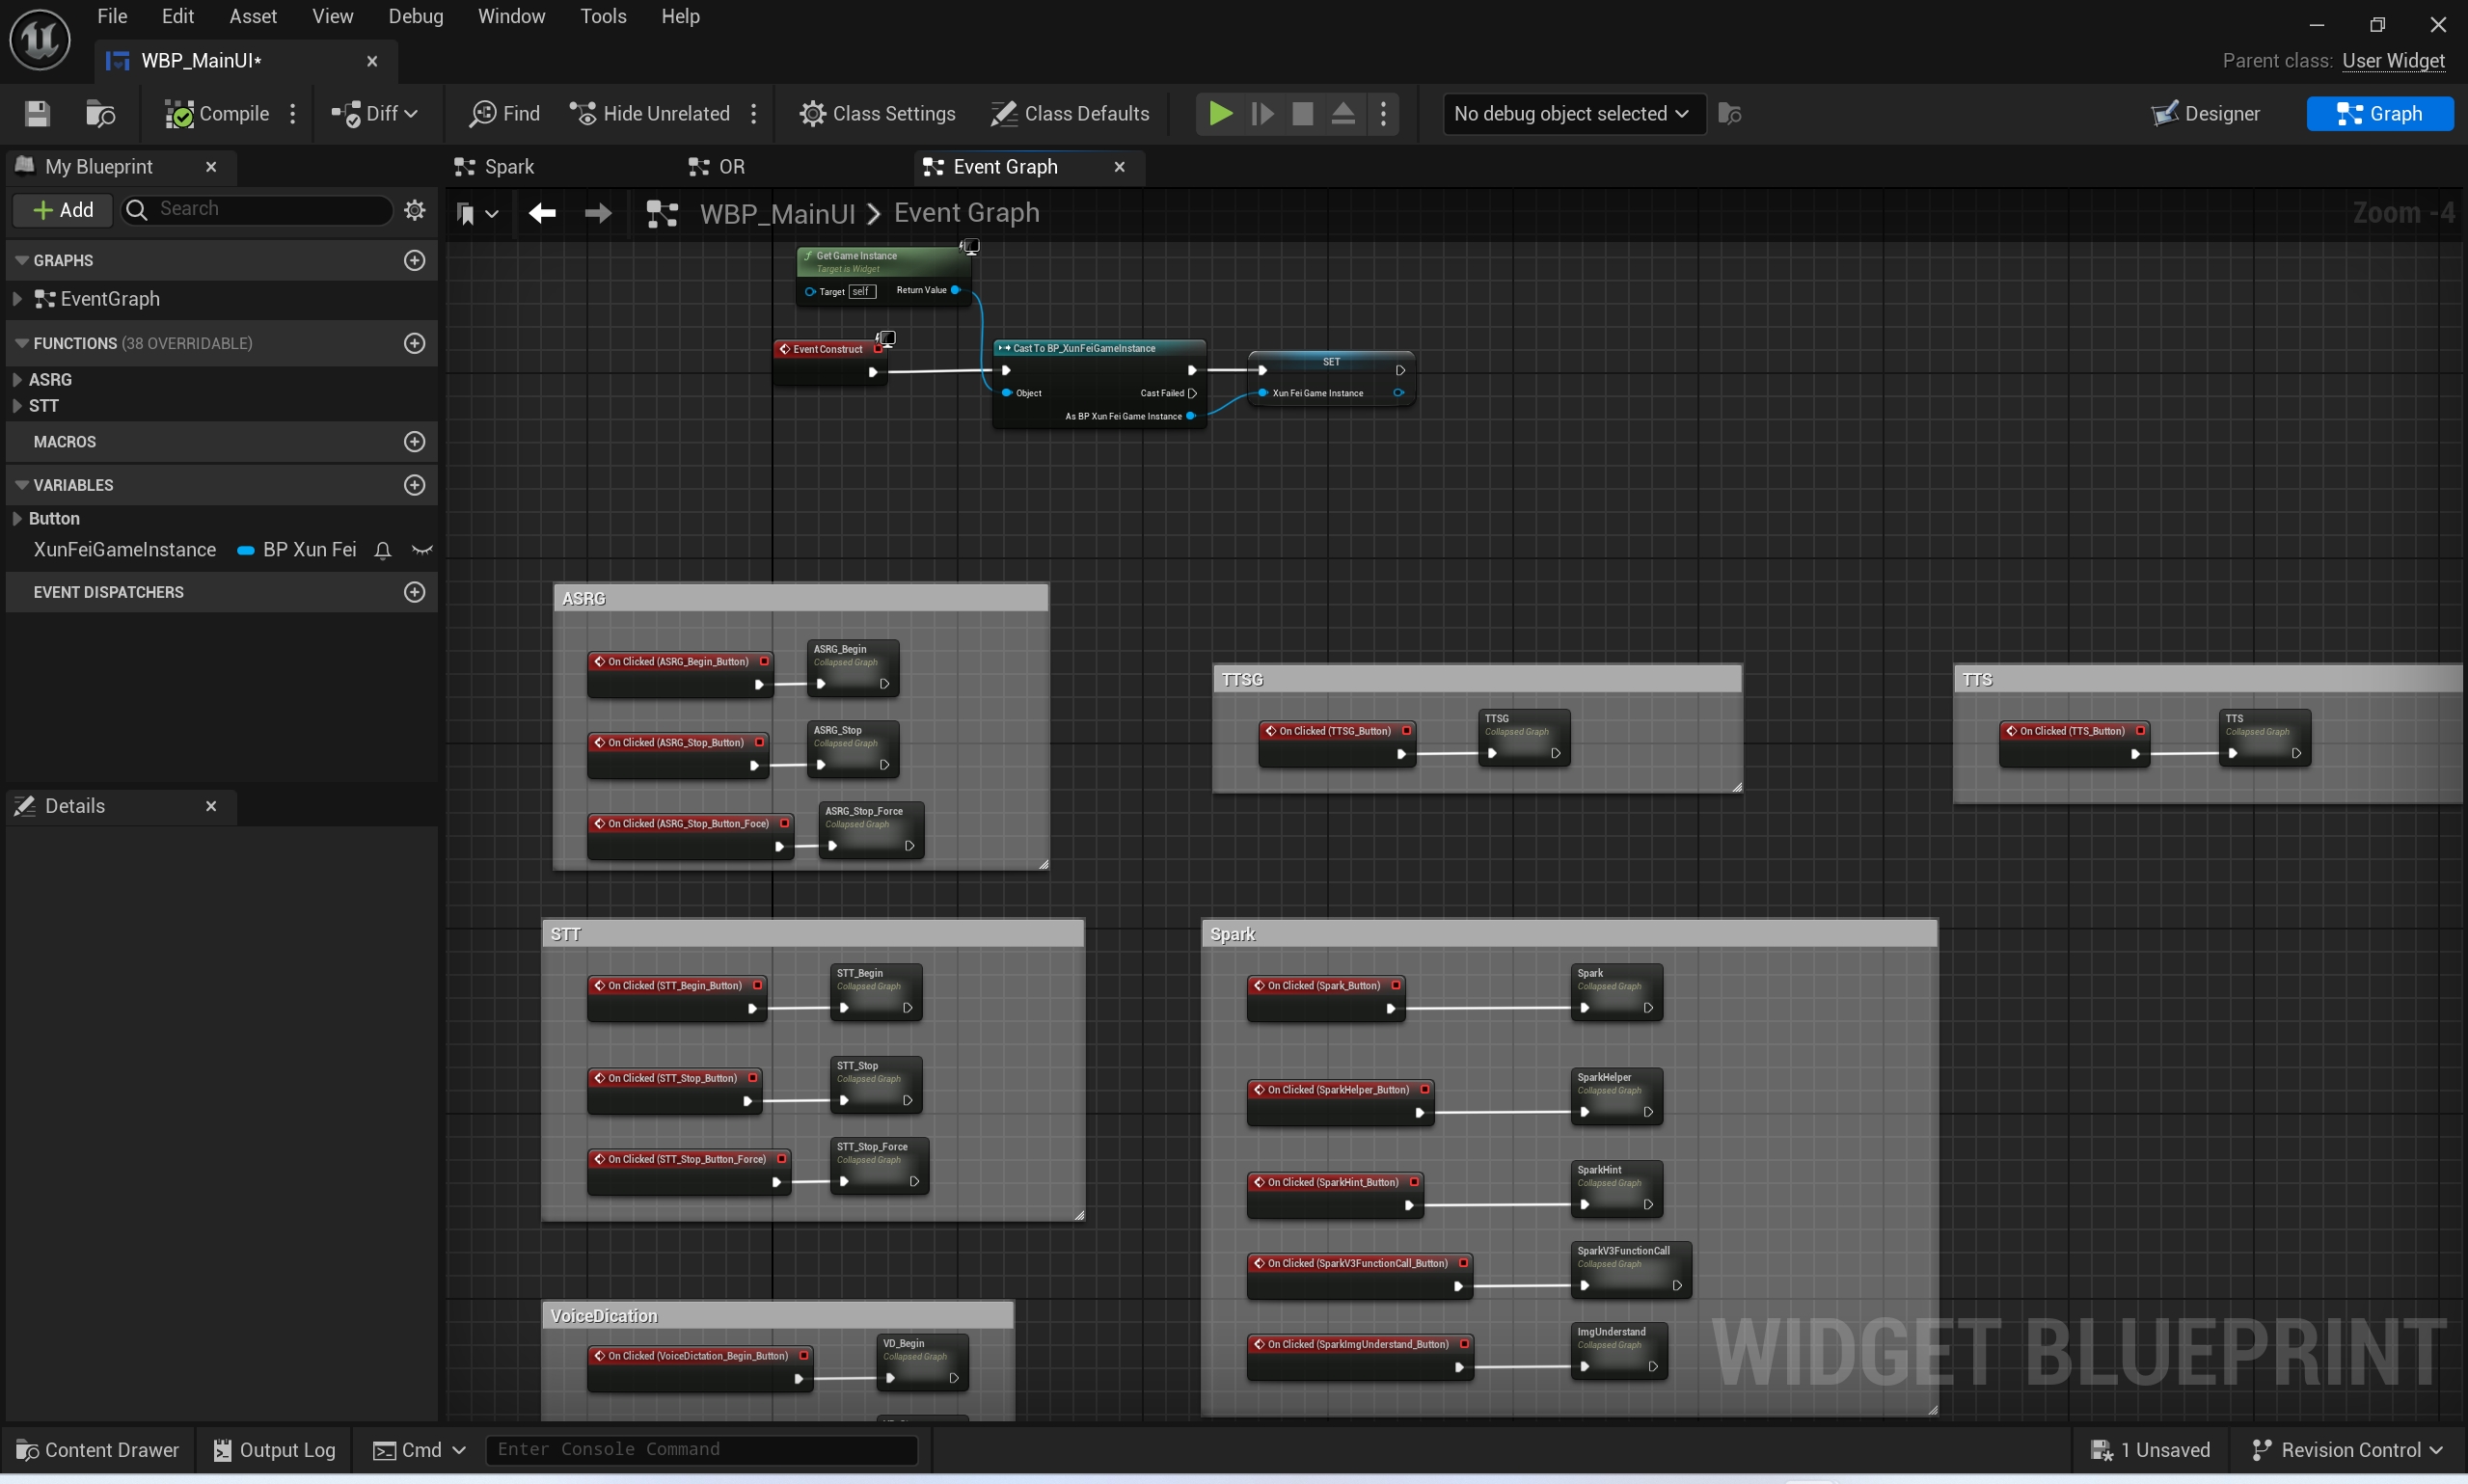 File Edit Asset View Debug Window Tools Help
WBP_MainUI*
Parent class: User Widget
Compile Diff Find Hide Unrelated Class Settings Class Defaults No debug object selected Designer Graph
My Blueprint
Spark OR Event Graph
Add Search
WBP_MainUI > Event Graph
Zoom -4
GRAPHS
EventGraph
FUNCTIONS (38 OVERRIDABLE)
ASRG
STT
MACROS
VARIABLES
Button
XunFeiGameInstance BP Xun Fei
EVENT DISPATCHERS
Details
Get Game Instance
Target is Widget
Target self Return Value
Event Construct
Cast To BP_XunFeiGameInstance
Object Cast Failed
As BP Xun Fei Game Instance
SET
Xun Fei Game Instance
ASRG
On Clicked (ASRG_Begin_Button)
ASRG_Begin
Collapsed Graph
On Clicked (ASRG_Stop_Button)
ASRG_Stop
Collapsed Graph
On Clicked (ASRG_Stop_Button_Foce)
ASRG_Stop_Force
Collapsed Graph
TTSG
On Clicked (TTSG_Button)
TTSG
Collapsed Graph
TTS
On Clicked (TTS_Button)
TTS
Collapsed Graph
STT
On Clicked (STT_Begin_Button)
STT_Begin
Collapsed Graph
On Clicked (STT_Stop_Button)
STT_Stop
Collapsed Graph
On Clicked (STT_Stop_Button_Force)
STT_Stop_Force
Collapsed Graph
Spark
On Clicked (Spark_Button)
Spark
Collapsed Graph
On Clicked (SparkHelper_Button)
SparkHelper
Collapsed Graph
On Clicked (SparkHint_Button)
SparkHint
Collapsed Graph
On Clicked (SparkV3FunctionCall_Button)
SparkV3FunctionCall
Collapsed Graph
On Clicked (SparkImgUnderstand_Button)
ImgUnderstand
Collapsed Graph
VoiceDication
On Clicked (VoiceDictation_Begin_Button)
VD_Begin
Collapsed Graph
WIDGET BLUEPRINT
Content Drawer Output Log Cmd Enter Console Command 1 Unsaved Revision Control